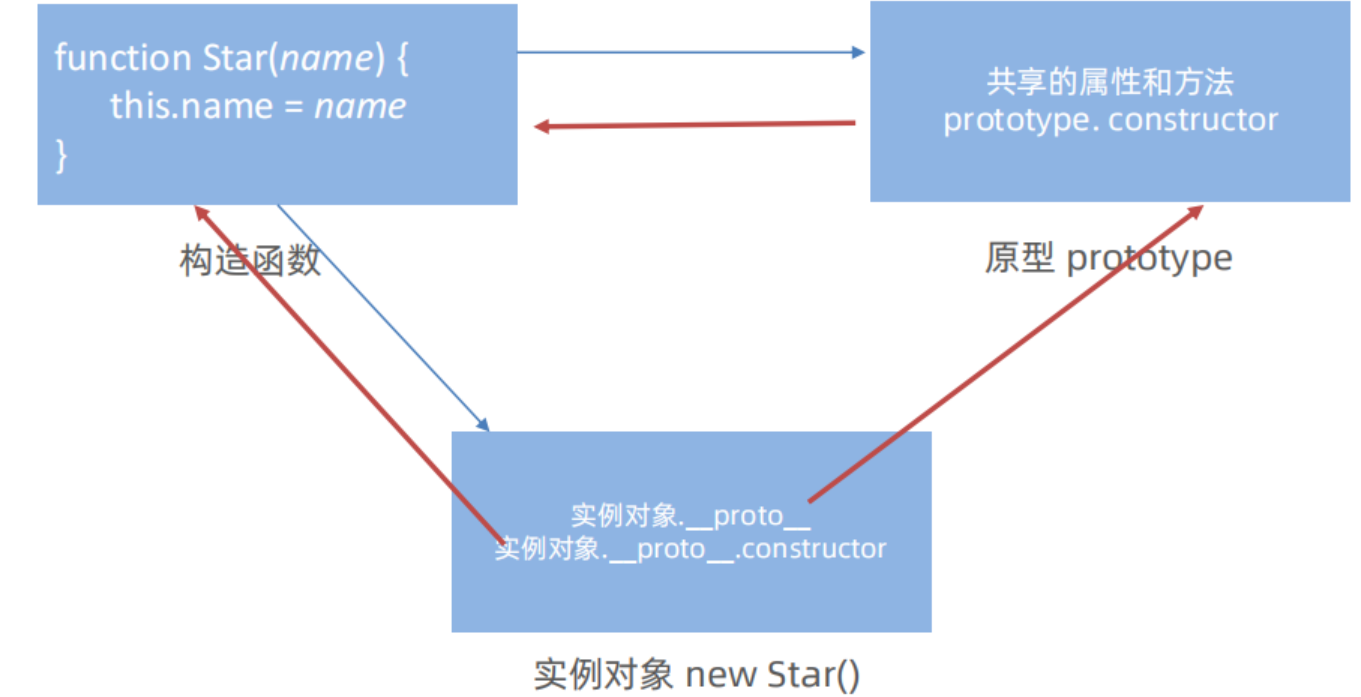 function Star(name) {
this.name = name
}
共享的属性和方法
prototype. constructor
构造函数
原型 prototype
实例对象.__proto__
实例对象.__proto__.constructor
实例对象 new Star()